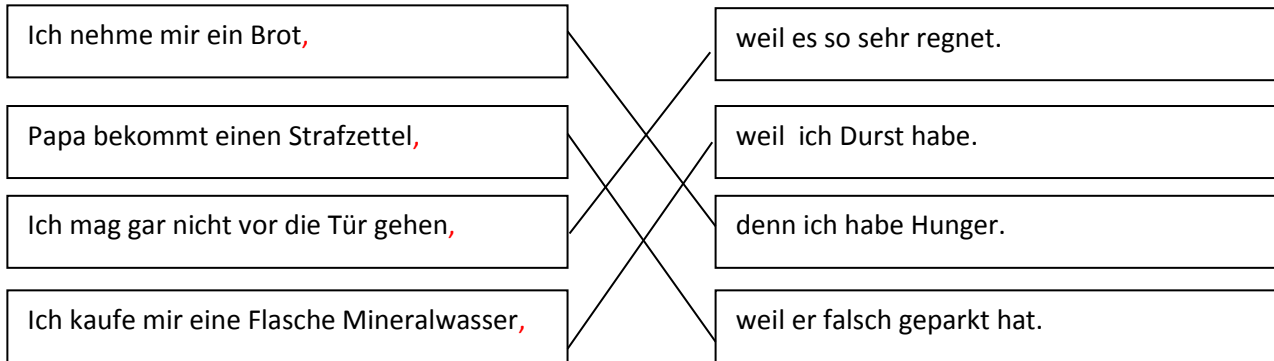 Ich nehme mir ein Brot,
weil es so sehr regnet.
Papa bekommt einen Strafzettel,
weil  ich Durst habe.
Ich mag gar nicht vor die Tür gehen,
denn ich habe Hunger.
Ich kaufe mir eine Flasche Mineralwasser,
weil er falsch geparkt hat.